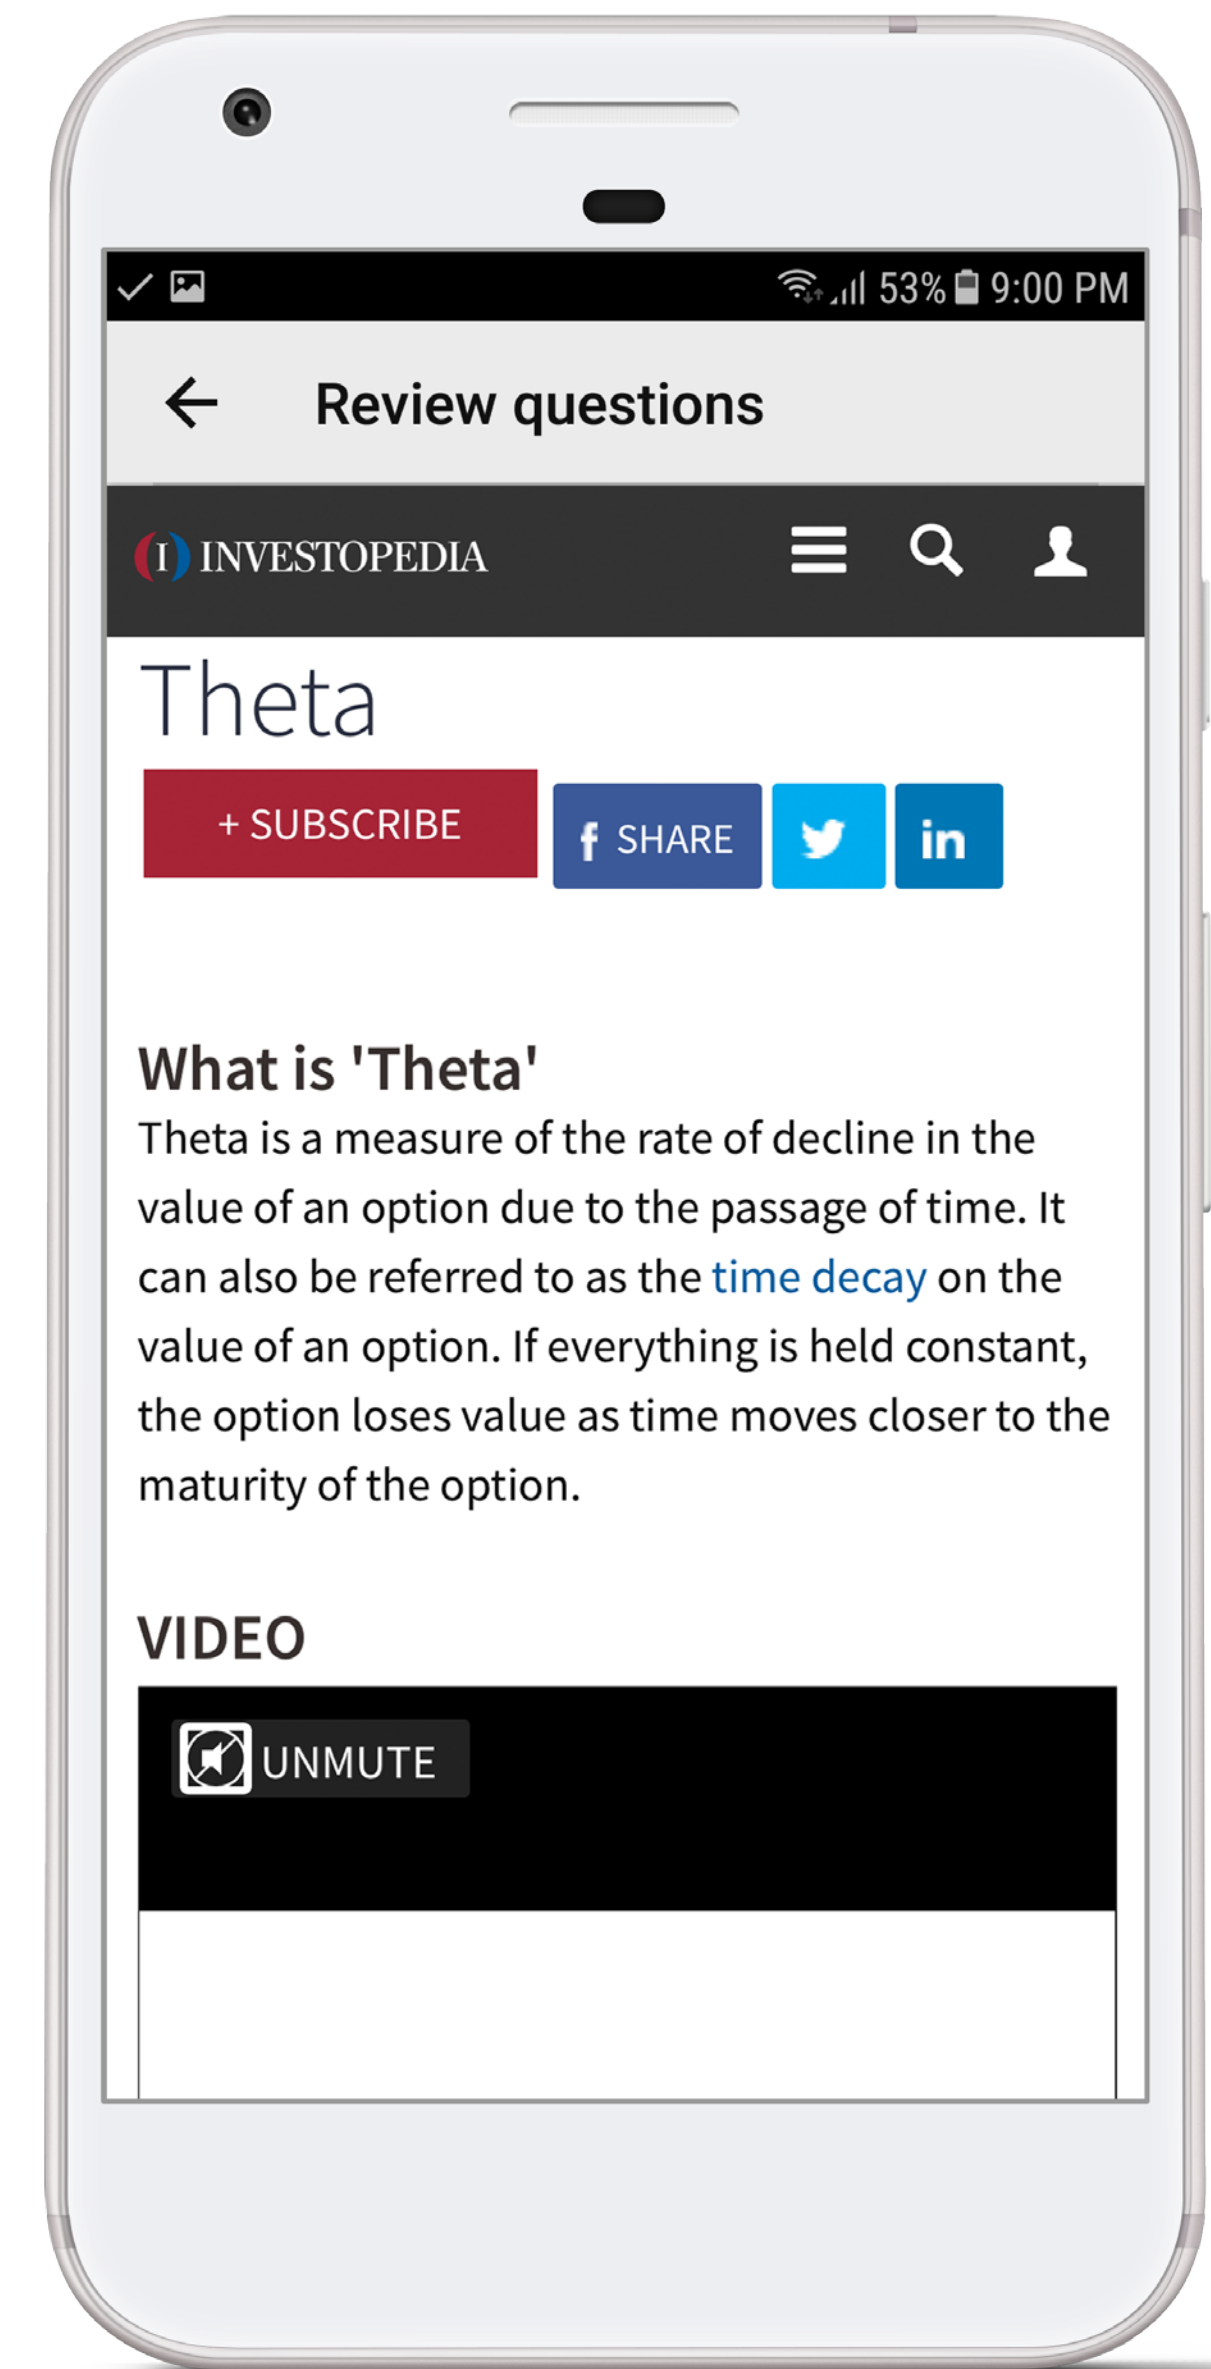 53% 9:00 PM
Review questions
(I) INVESTOPEDIA
Theta
+ SUBSCRIBE
f SHARE
in
What is 'Theta'
Theta is a measure of the rate of decline in the
value of an option due to the passage of time. It
can also be referred to as the time decay on the
value of an option. If everything is held constant,
the option loses value as time moves closer to the
maturity of the option.
VIDEO
UNMUTE